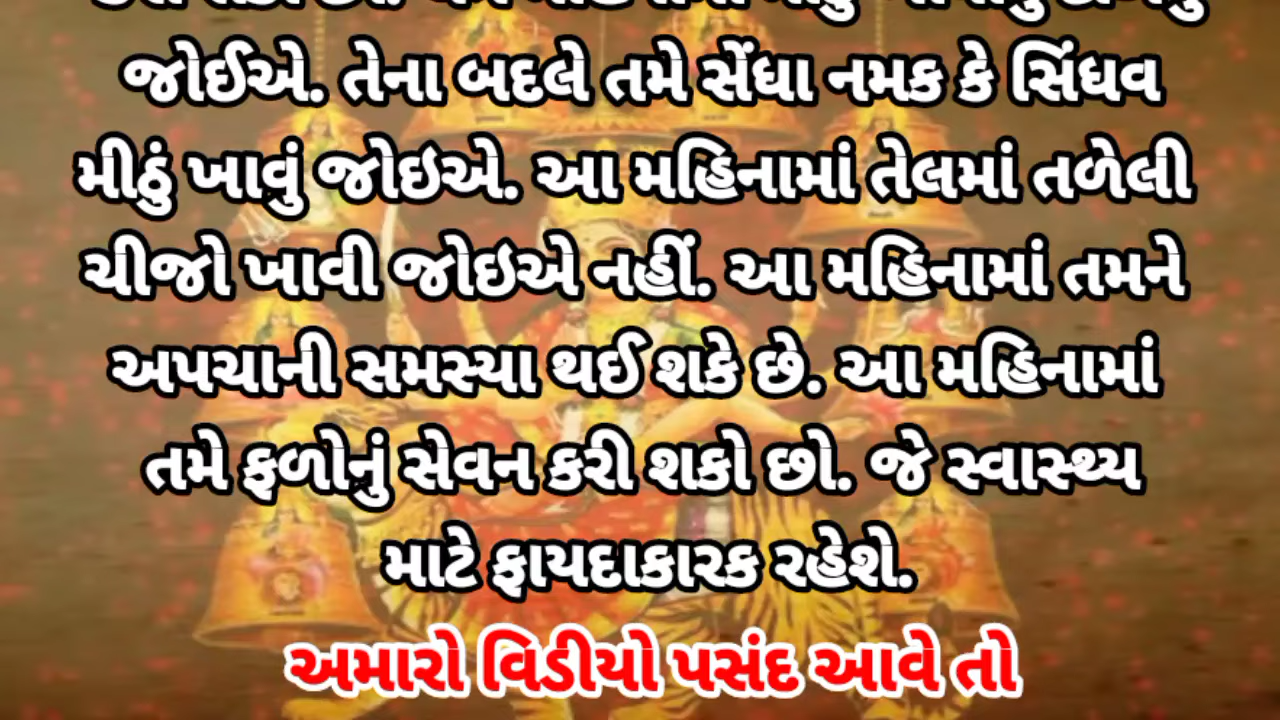 જોઈએ. તેના બદલે તમે સેંધા નમક કે સિંધવ
મીઠું ખાવું જોઇએ. આ મહિનામાં તેલમાં તળેલી
ચીજો ખાવી જોઇએ નહીં. આ મહિનામાં તમને
અપચાની સમસ્યા થઈ શકે છે. આ મહિનામાં
તમે ફળોનું સેવન કરી શકો છો. જે સ્વાસ્થ્ય
માટે ફાયદાકારક રહેશે.
અમારો વિડીયો પસંદ આવે તો